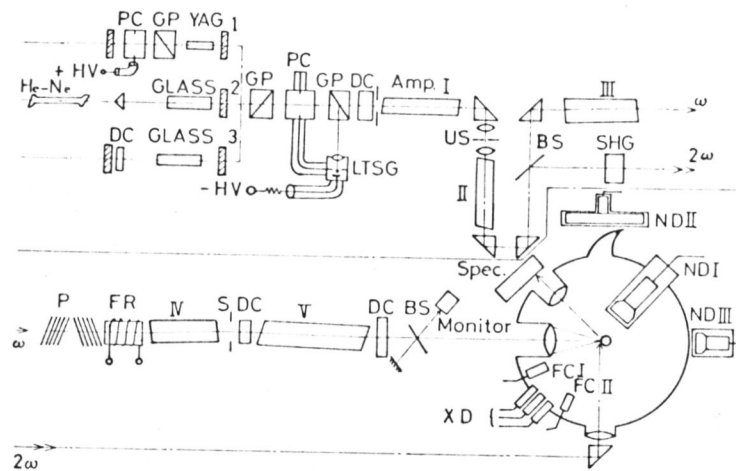 PC GP YAG 1
+ HV
He-Ne
GLASS 2
GP
PC
GP DC Amp. I
III
ω
DC GLASS 3
US
BS
SHG
2ω
LTSG
-HV
II
ND II
Spec.
ND I
P FR IV S DC V DC BS
ω
Monitor
ND III
FC I
FC II
X D {
2ω